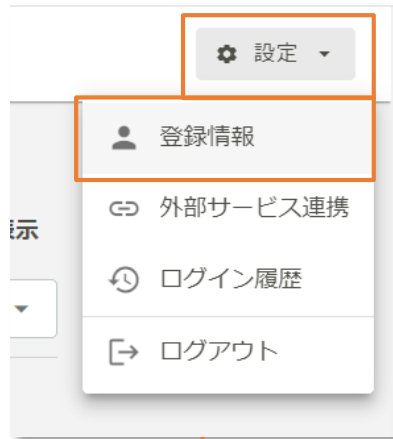 設定
登録情報
外部サービス連携
示
ログイン履歴
ログアウト